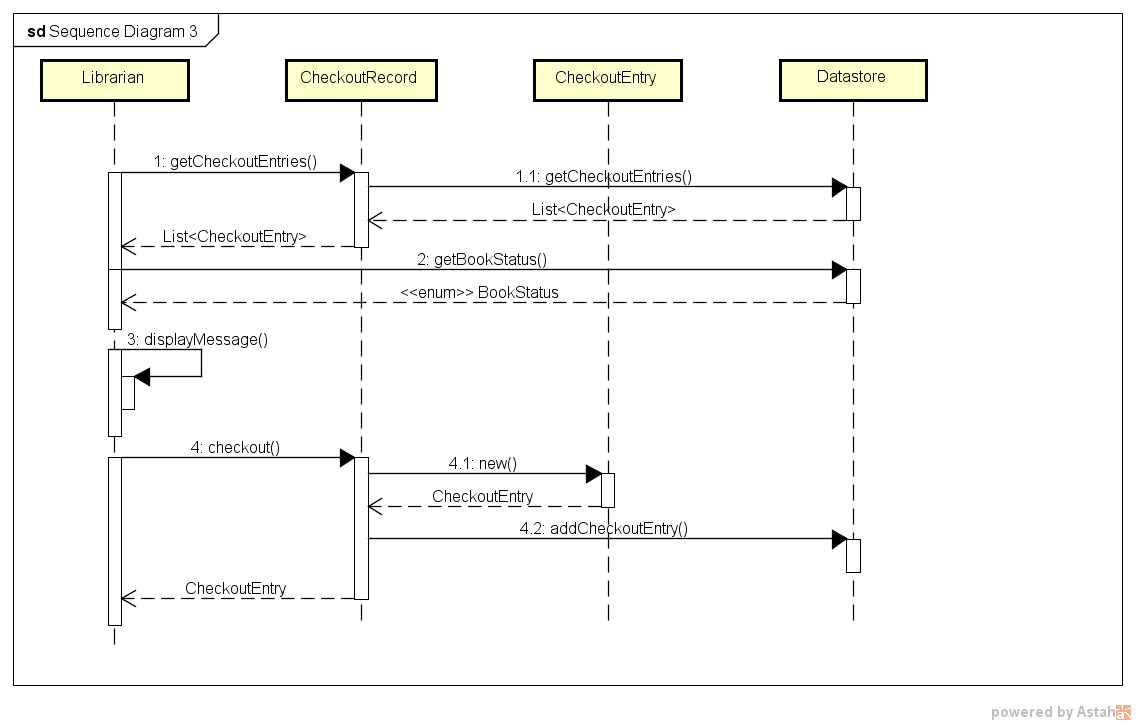 sd Sequence Diagram 3
Librarian
CheckoutRecord
CheckoutEntry
Datastore
1: getCheckoutEntries()
1.1: getCheckoutEntries()
List<CheckoutEntry>
List<CheckoutEntry>
2: getBookStatus()
<<enum>> BookStatus
3: displayMessage()
4: checkout()
4.1: new()
CheckoutEntry
4.2: addCheckoutEntry()
CheckoutEntry
powered by Astah